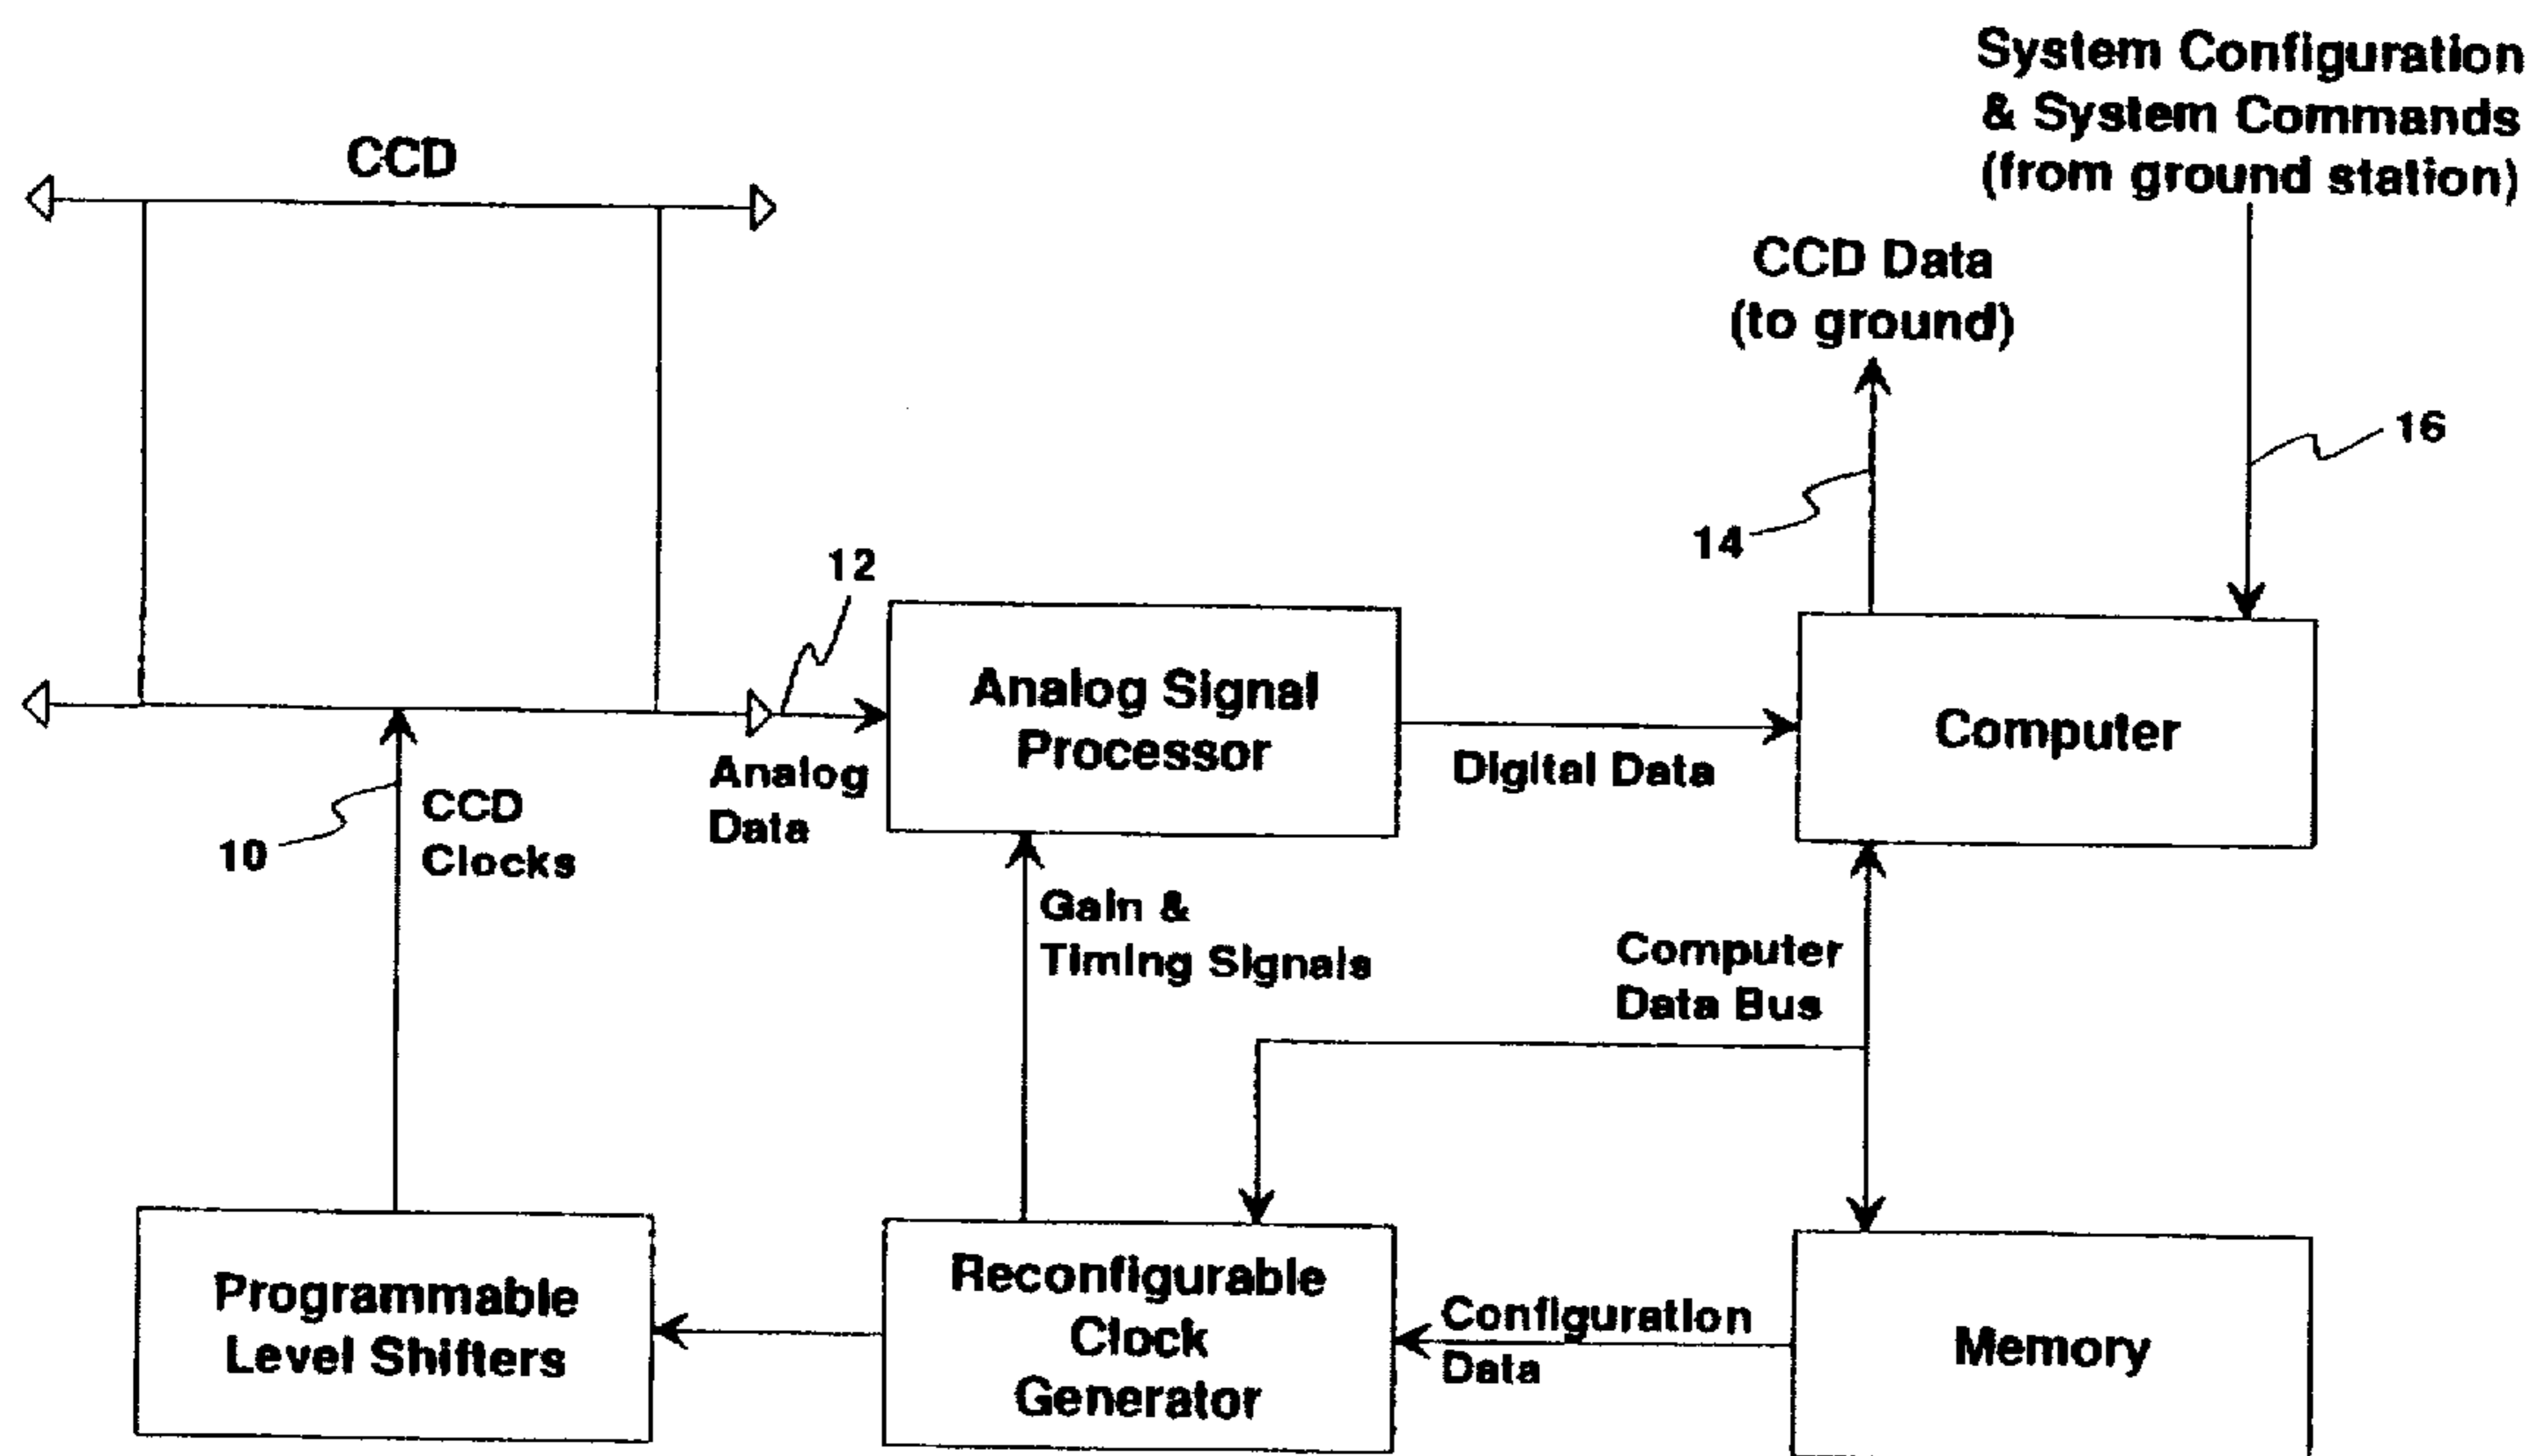 System Configuration
& System Commands
(from ground station)
CCD
CCD Data
(to ground)
16
14
12
Analog Signal
Processor
Computer
Analog
Data
Digital Data
10
CCD
Clocks
Gain &
Timing Signals
Computer
Data Bus
Programmable
Level Shifters
Reconfigurable
Clock
Generator
Configuration
Data
Memory